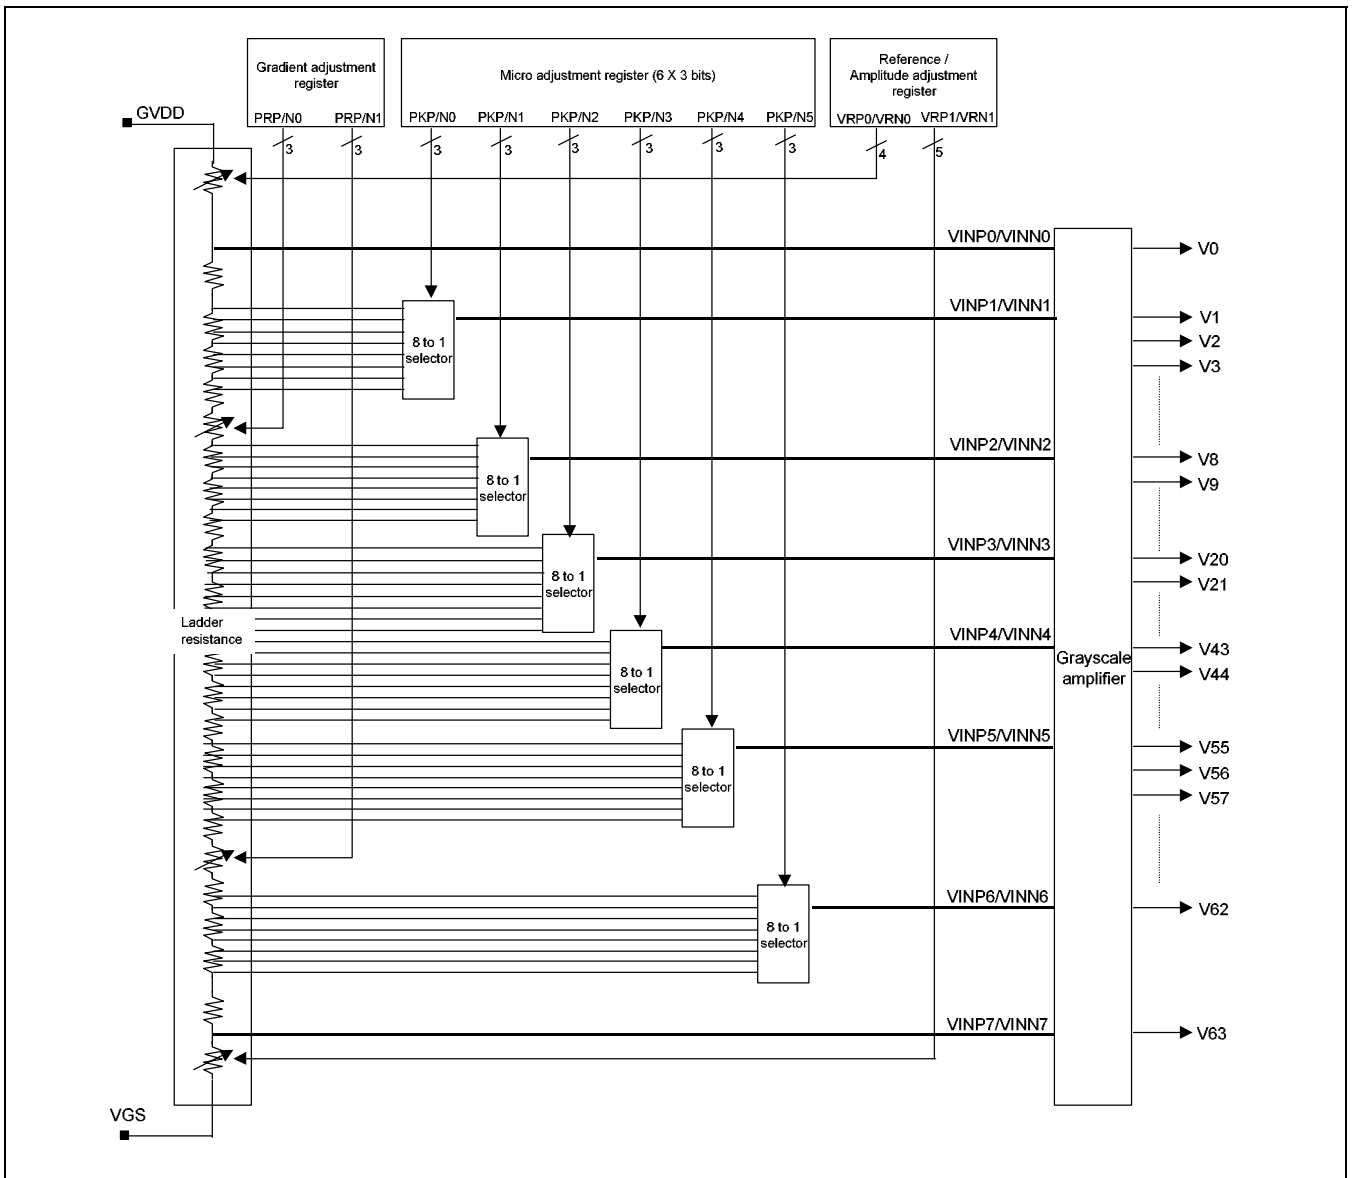 Gradient adjustment
register
PRP/N0
PRP/N1
3
3
Micro adjustment register (6 X 3 bits)
PKP/N0
PKP/N1
PKP/N2
PKP/N3
PKP/N4
PKP/N5
3
3
3
3
3
3
Reference /
Amplitude adjustment
register
VRP0/VRN0
VRP1/VRN1
4
5
GVDD
VINP0/VINN0
V0
VINP1/VINN1
V1
8 to 1
selector
V2
V3
VINP2/VINN2
V8
8 to 1
selector
V9
VINP3/VINN3
V20
8 to 1
selector
V21
Ladder
resistance
VINP4/VINN4
V43
8 to 1
selector
Grayscale
amplifier
V44
VINP5/VINN5
V55
8 to 1
selector
V56
V57
VINP6/VINN6
V62
8 to 1
selector
VINP7/VINN7
V63
VGS